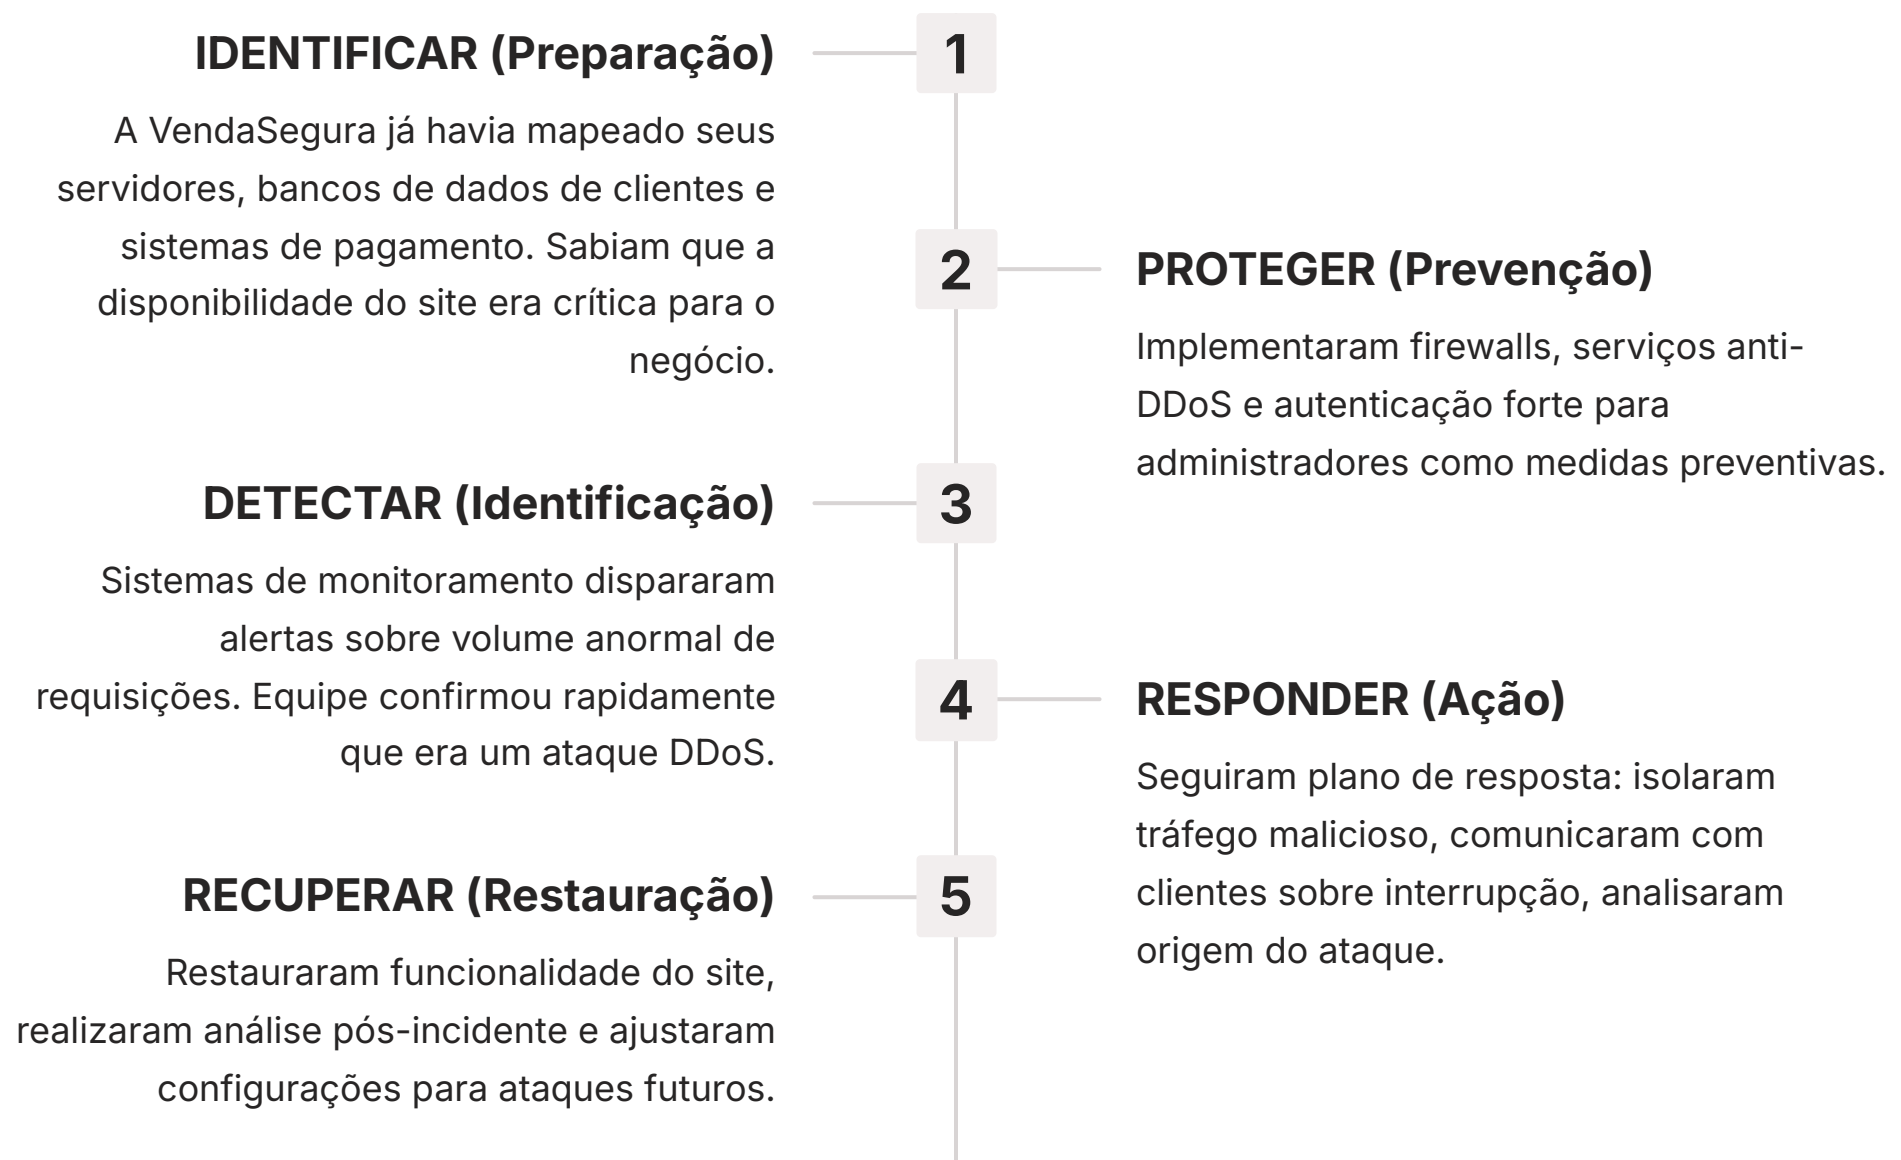 1
IDENTIFICAR (Preparação)
A VendaSegura já havia mapeado seus
servidores, bancos de dados de clientes e
sistemas de pagamento. Sabiam que a
disponibilidade do site era crítica para o
negócio.
2
PROTEGER (Prevenção)
Implementaram firewalls, serviços anti-
DDoS e autenticação forte para
administradores como medidas preventivas.
3
DETECTAR (Identificação)
Sistemas de monitoramento dispararam
alertas sobre volume anormal de
requisições. Equipe confirmou rapidamente
que era um ataque DDoS.
4
RESPONDER (Ação)
Seguiram plano de resposta: isolaram
tráfego malicioso, comunicaram com
clientes sobre interrupção, analisaram
origem do ataque.
5
RECUPERAR (Restauração)
Restauraram funcionalidade do site,
realizaram análise pós-incidente e ajustaram
configurações para ataques futuros.